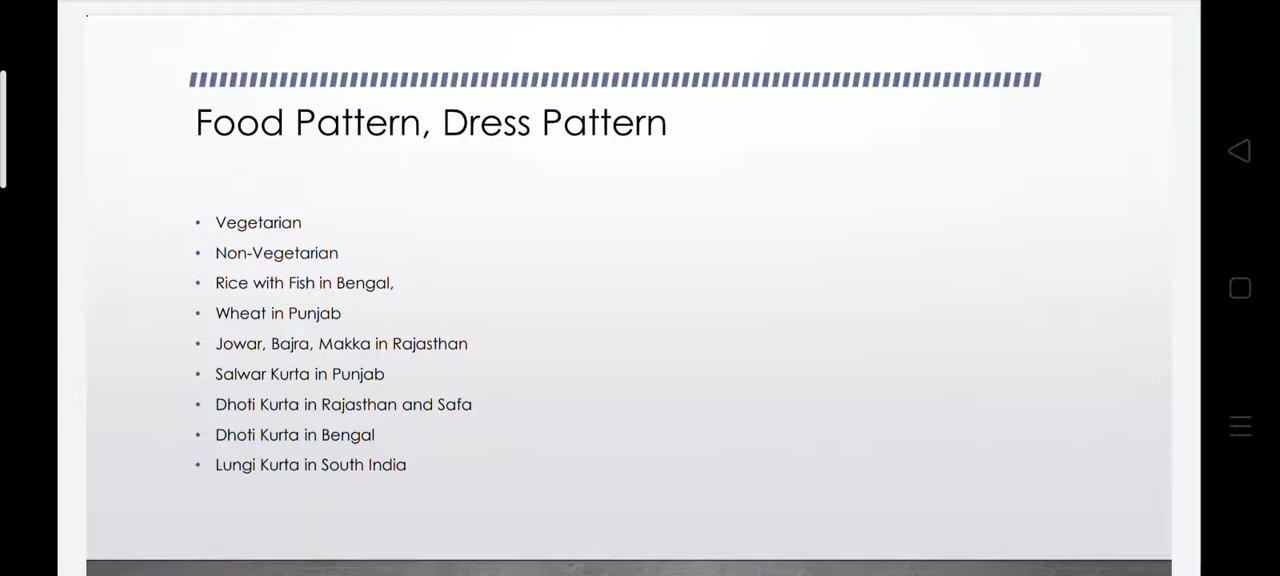 Food Pattern, Dress Pattern
• Vegetarian
• Non-Vegetarian
• Rice with Fish in Bengal,
• Wheat in Punjab
• Jowar, Bajra, Makka in Rajasthan
• Salwar Kurta in Punjab
• Dhoti Kurta in Rajasthan and Safa
• Dhoti Kurta in Bengal
• Lungi Kurta in South India